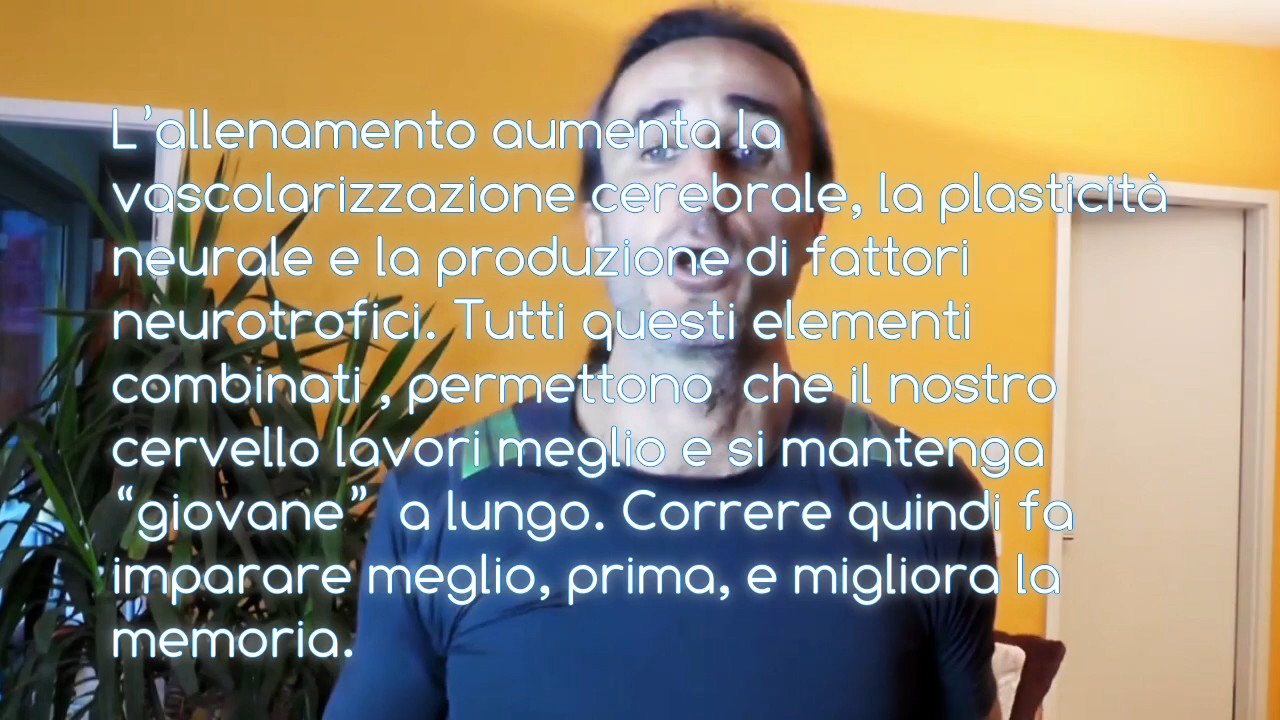 L’allenamento aumenta la
vascolarizzazione cerebrale, la plasticità
neurale e la produzione di fattori
neurotrofici. Tutti questi elementi
combinati , permettono  che il nostro
cervello lavori meglio e si mantenga
“giovane”  a lungo. Correre quindi fa
imparare meglio, prima, e migliora la
memoria.